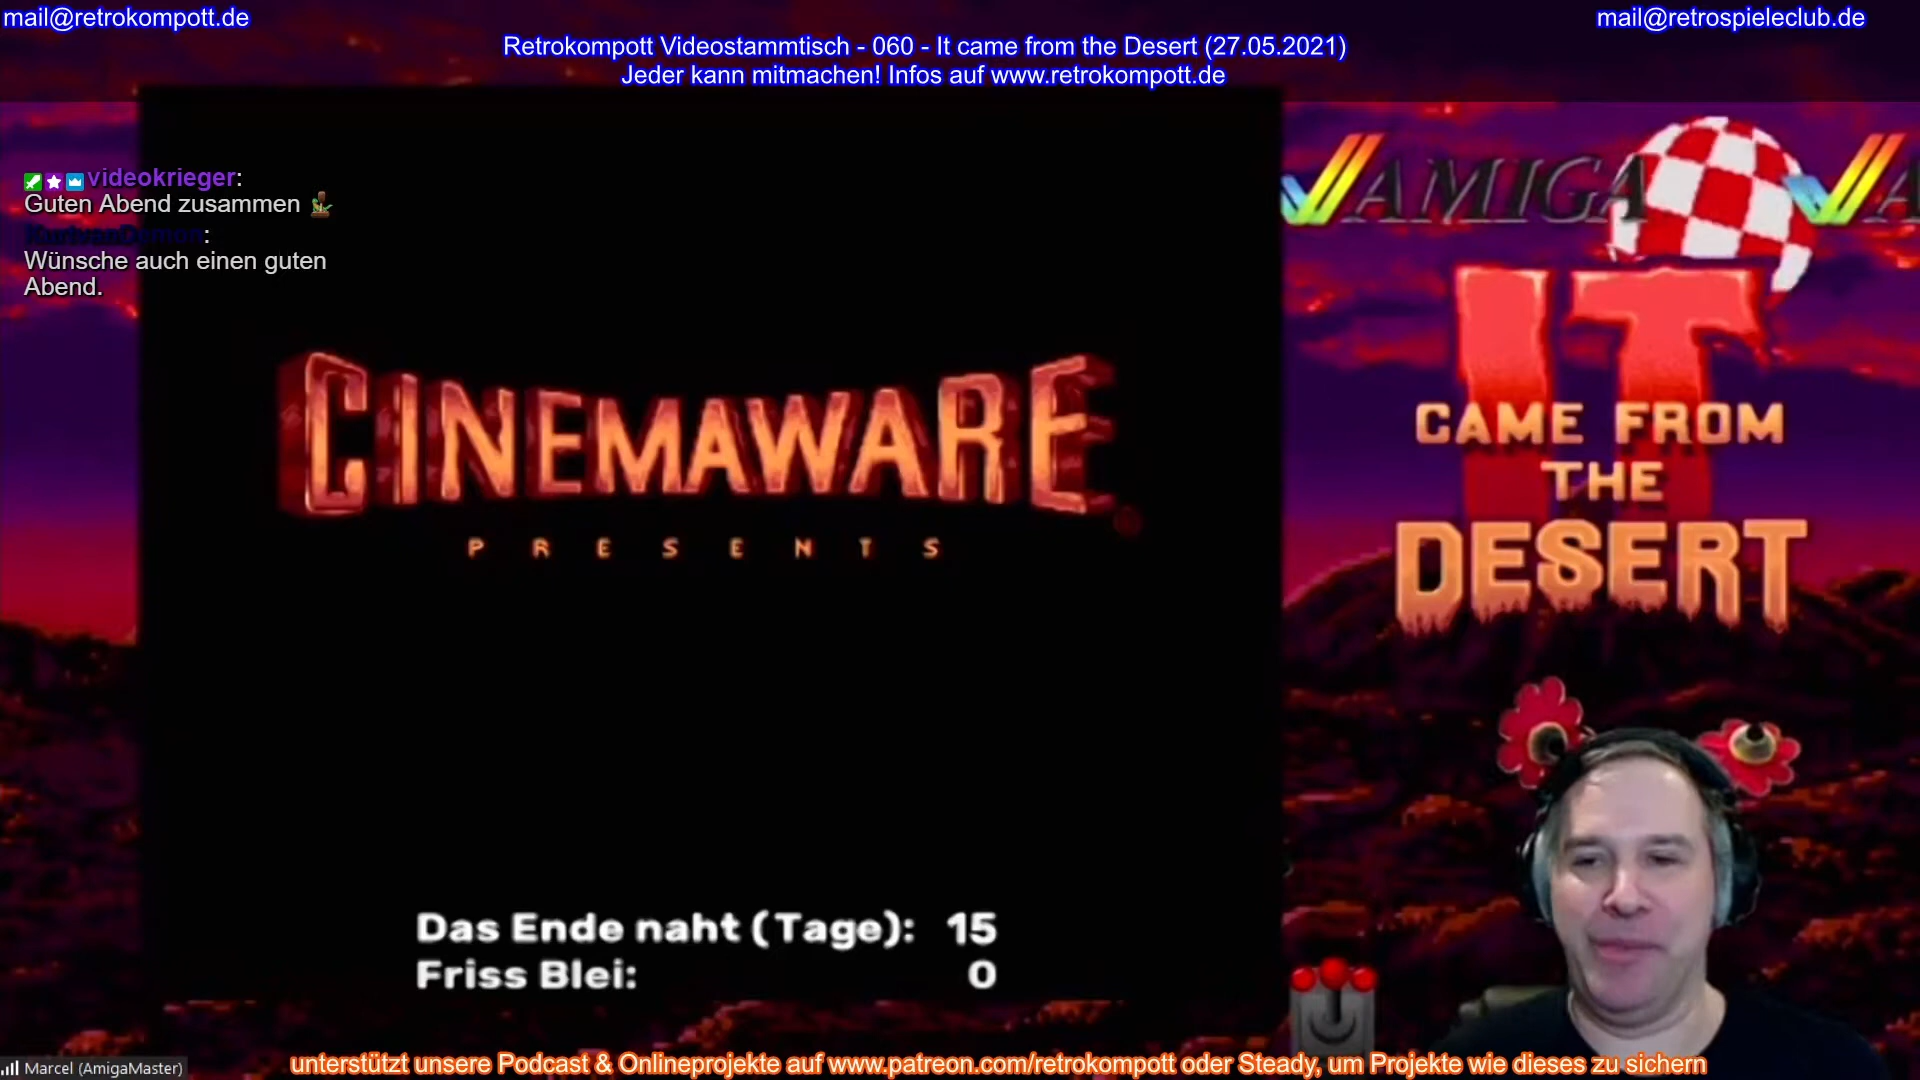 mail@retrokompott.de
mail@retrospieleclub.de
Retrokompott Videostammtisch - 060 - It came from the Desert (27.05.2021)
Jeder kann mitmachen! Infos auf www.retrokompott.de
videokrieger:
Guten Abend zusammen
Wünsche auch einen guten
Abend.
AMIGA
CINEMAWARE
PRESENTS
IT
CAME FROM
THE
DESERT
Das Ende naht (Tage): 15
Friss Blei: 0
Marcel (AmigaMaster)
unterstützt unsere Podcast & Onlineprojekte auf www.patreon.com/retrokompott oder Steady, um Projekte wie dieses zu sichern